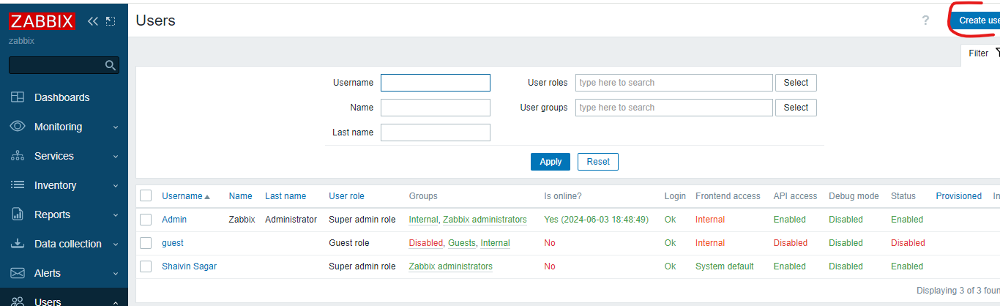 ZABBIX
zabbix
Dashboards
Monitoring
Services
Inventory
Reports
Data collection
Alerts
Users
Users
?
Create use
Filter
Username
User roles type here to search Select
Name
User groups type here to search Select
Last name
Apply Reset
Username Name Last name User role Groups Is online? Login Frontend access API access Debug mode Status Provisioned In
Admin Zabbix Administrator Super admin role Internal, Zabbix administrators Yes (2024-06-03 18:48:49) Ok Internal Enabled Disabled Enabled
guest Guest role Disabled, Guests, Internal No Ok Internal Disabled Disabled Disabled
Shaivin Sagar Super admin role Zabbix administrators No Ok System default Enabled Disabled Enabled
Displaying 3 of 3 foun